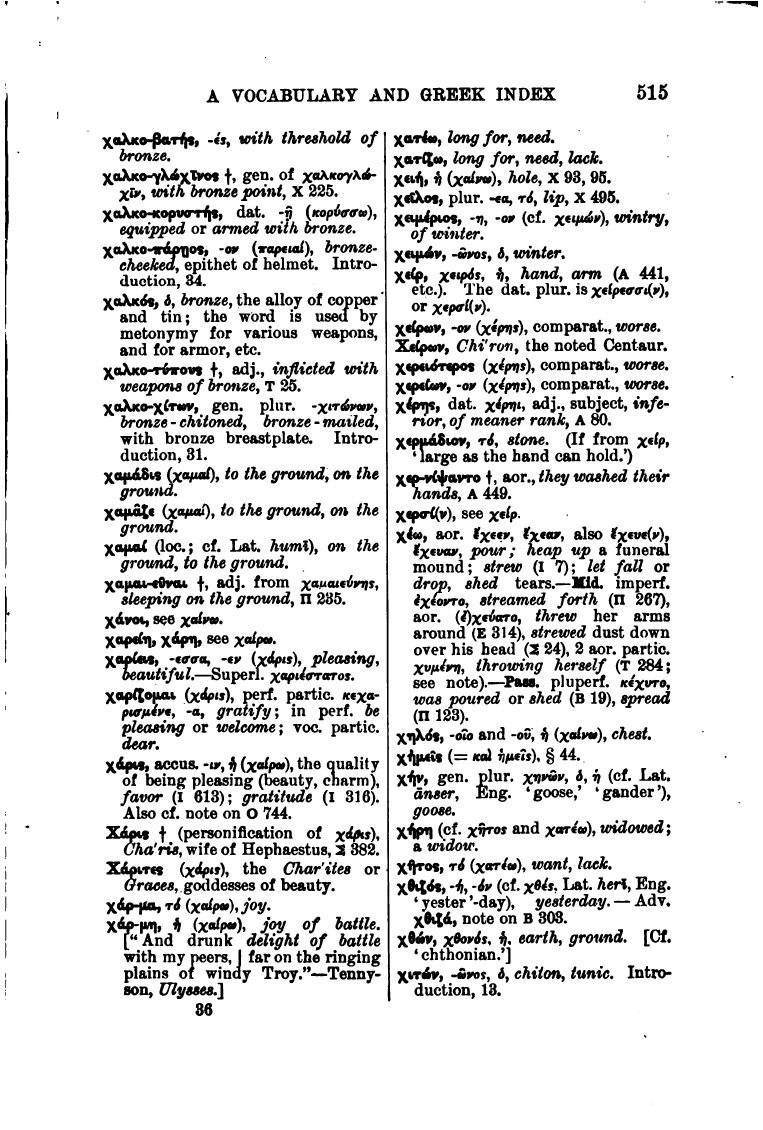 A VOCABULARY AND GREEK INDEX 515
χαλκο-βατής, -ές, with threshold of
bronze.
χαλκο-γλώχῑνος †, gen. of χαλκογλώ-
χῑν, with bronze point, X 225.
χαλκο-κορυστής, dat. -ῇ (κορύσσω),
equipped or armed with bronze.
χαλκο-πάρῃος, -ον (παρειαί), bronze-
cheeked, epithet of helmet. Intro-
duction, 34.
χαλκός, ὁ, bronze, the alloy of copper
and tin; the word is used by
metonymy for various weapons,
and for armor, etc.
χαλκο-τύπους †, adj., inflicted with
weapons of bronze, T 25.
χαλκο-χίτων, gen. plur. -χιτώνων,
bronze-chitoned, bronze-mailed,
with bronze breastplate. Intro-
duction, 31.
χαμάδις (χαμαί), to the ground, on the
ground.
χαμᾶζε (χαμαί), to the ground, on the
ground.
χαμαί (loc.; cf. Lat. humi), on the
ground, to the ground.
χαμαι-εῦναι †, adj. from χαμαιεύνης,
sleeping on the ground, Π 235.
χάνοι, see χαίνω.
χαρείη, χάρη, see χαίρω.
χαρίεις, -εσσα, -εν (χάρις), pleasing,
beautiful.—Superl. χαριέστατος.
χαρίζομαι (χάρις), perf. partic. κεχα-
ρισμένε, -α, gratify; in perf. be
pleasing or welcome; voc. partic.
dear.
χάρις, accus. -ιν, ἡ (χαίρω), the quality
of being pleasing (beauty, charm),
favor (I 613); gratitude (I 316).
Also cf. note on O 744.
Χάρις † (personification of χάρις),
Cha'ris, wife of Hephaestus, Σ 382.
Χάριτες (χάρις), the Char'ites or
Graces, goddesses of beauty.
χάρ-μα, τό (χαίρω), joy.
χάρ-μη, ἡ (χαίρω), joy of battle.
[“And drunk delight of battle
with my peers, | far on the ringing
plains of windy Troy.”—Tenny-
son, Ulysses.]
36
χατέω, long for, need.
χατίζω, long for, need, lack.
χειή, ἡ (χαίνω), hole, X 93, 95.
χεῖλος, plur. -εα, τό, lip, X 495.
χειμέριος, -η, -ον (cf. χειμών), wintry,
of winter.
χειμών, -ῶνος, ὁ, winter.
χείρ, χειρός, ἡ, hand, arm (A 441,
etc.). The dat. plur. is χείρεσσι(ν),
or χερσί(ν).
χείρων, -ον (χέρης), comparat., worse.
Χείρων, Chi'ron, the noted Centaur.
χερειότερος (χέρης), comparat., worse.
χερείων, -ον (χέρης), comparat., worse.
χέρης, dat. χέρηι, adj., subject, infe-
rior, of meaner rank, A 80.
χερμάδιον, τό, stone. (If from χείρ,
‘large as the hand can hold.’)
χερ-νίψαντο †, aor., they washed their
hands, A 449.
χερσί(ν), see χείρ.
χέω, aor. ἔχεεν, ἔχεαν, also ἔχευε(ν),
ἔχευαν, pour; heap up a funeral
mound; strew (I 7); let fall or
drop, shed tears.—Mid. imperf.
ἐχέοντο, streamed forth (Π 267),
aor. (ἐ)χεύατο, threw her arms
around (E 314), strewed dust down
over his head (Σ 24), 2 aor. partic.
χυμένη, throwing herself (T 284;
see note).—Pass. pluperf. κέχυτο,
was poured or shed (B 19), spread
(Π 123).
χηλός, -οῖο and -οῦ, ἡ (χαίνω), chest.
χἠμεῖς (= καὶ ἡμεῖς), § 44.
χήν, gen. plur. χηνῶν, ὁ, ἡ (cf. Lat.
ānser, Eng. ‘goose,’ ‘gander’),
goose.
χήρη (cf. χῆτος and χατέω), widowed;
a widow.
χῆτος, τό (χατέω), want, lack.
χθιζός, -ή, -όν (cf. χθές, Lat. herī, Eng.
‘yester’-day), yesterday.—Adv.
χθιζά, note on B 303.
χθών, χθονός, ἡ, earth, ground. [Cf.
‘chthonian.’]
χιτών, -ῶνος, ὁ, chiton, tunic. Intro-
duction, 13.